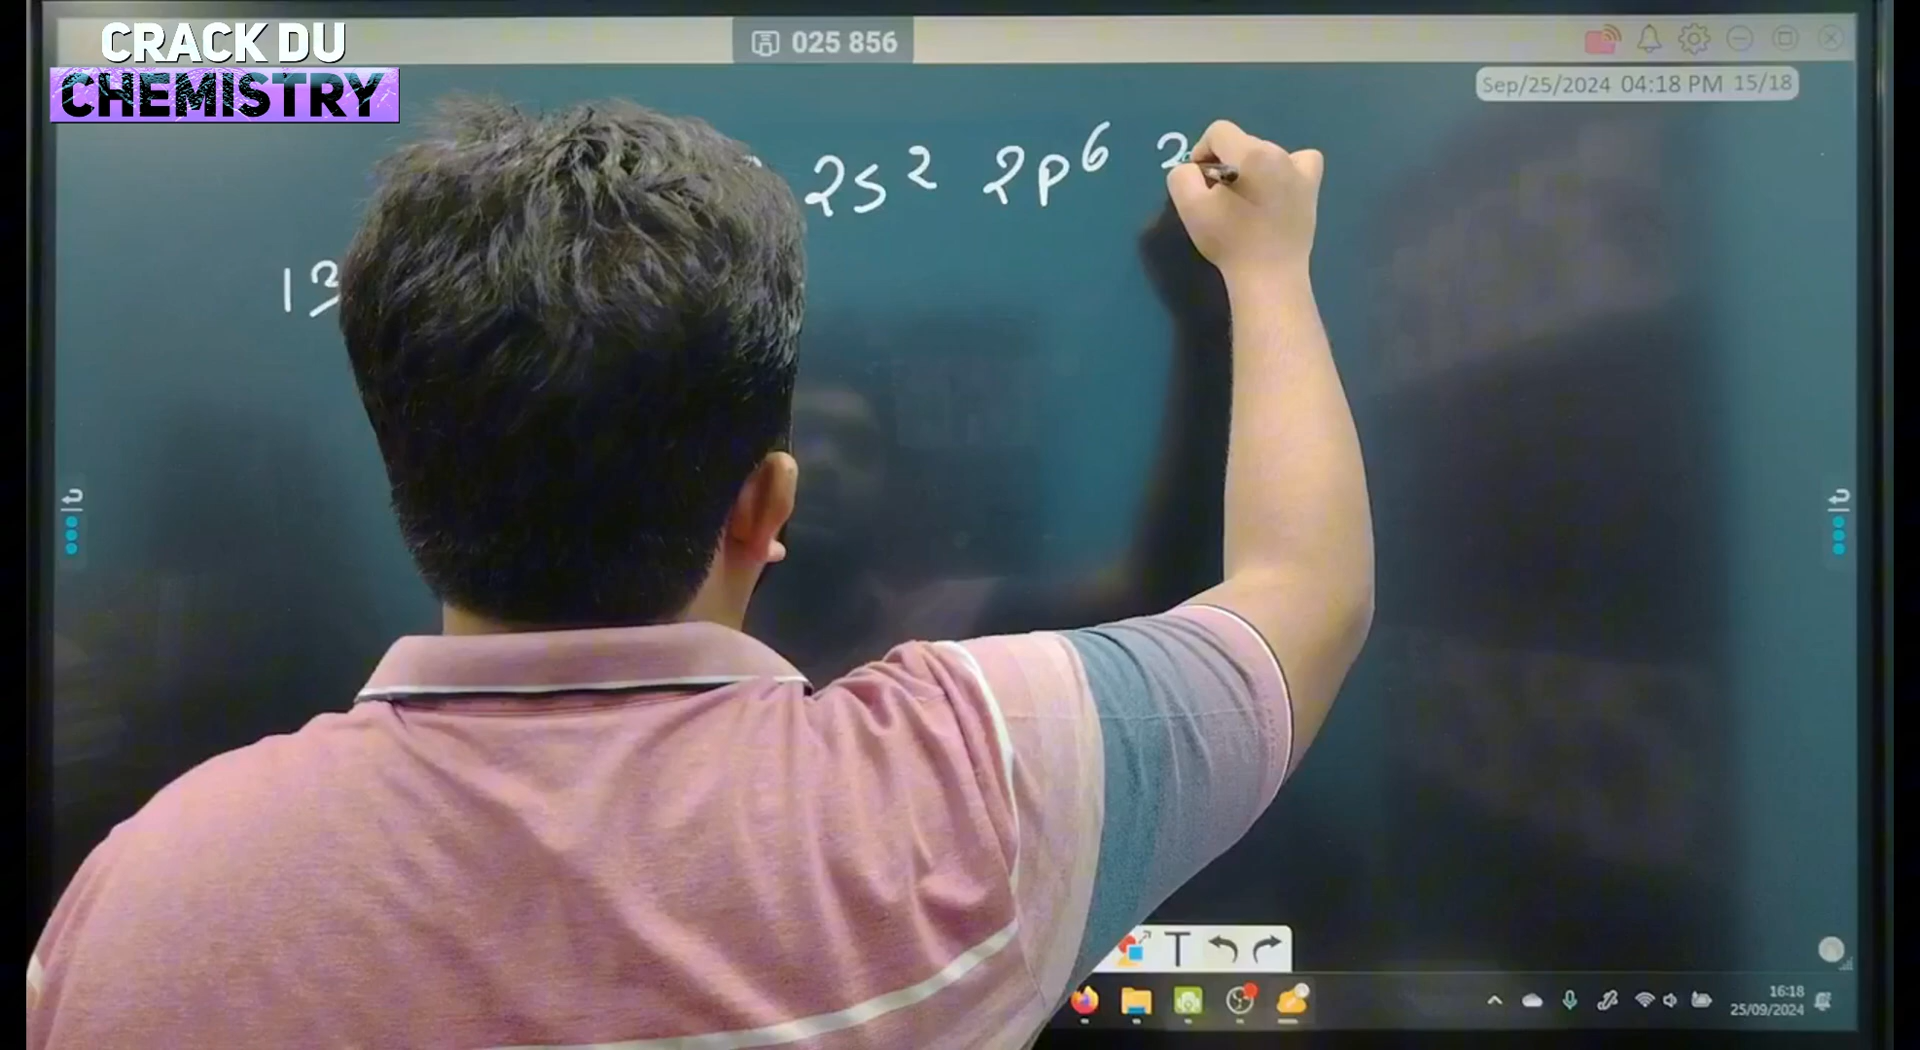 CRACK DU
CHEMISTRY
025 856
Sep/25/2024 04:18 PM 15/18
2s² 2p⁶
13
T
16:18
25/09/2024